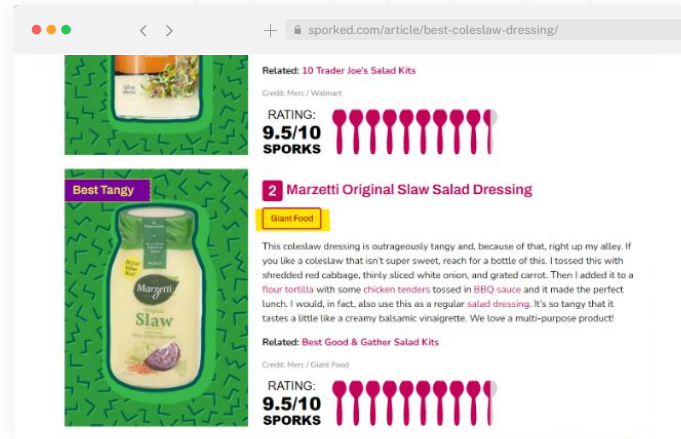 sporked.com/article/best-coleslaw-dressing/
Related: 10 Trader Joe's Salad Kits
Credit: Merc / Walmart
RATING:
9.5/10
SPORKS
Best Tangy
2 Marzetti Original Slaw Salad Dressing
Giant Food
This coleslaw dressing is outrageously tangy and, because of that, right up my alley. If
you like a coleslaw that isn't super sweet, reach for a bottle of this. I tossed this with
shredded red cabbage, thinly sliced white onion, and grated carrot. Then I added it to a
flour tortilla with some chicken tenders tossed in BBQ sauce and it made the perfect
lunch. I would, in fact, also use this as a regular salad dressing. It's so tangy that it
tastes a little like a creamy balsamic vinaigrette. We love a multi-purpose product!
Marzetti
Original
Slaw
Related: Best Good & Gather Salad Kits
Credit: Merc / Giant Food
RATING:
9.5/10
SPORKS